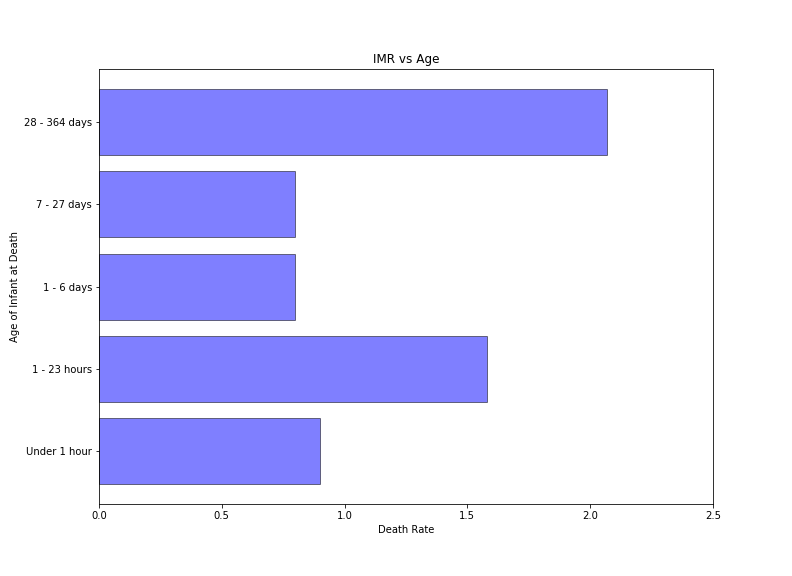 IMR vs Age
28 - 364 days
7 - 27 days
1 - 6 days
1 - 23 hours
Under 1 hour
Age of Infant at Death
0.0 0.5 1.0 1.5 2.0 2.5
Death Rate